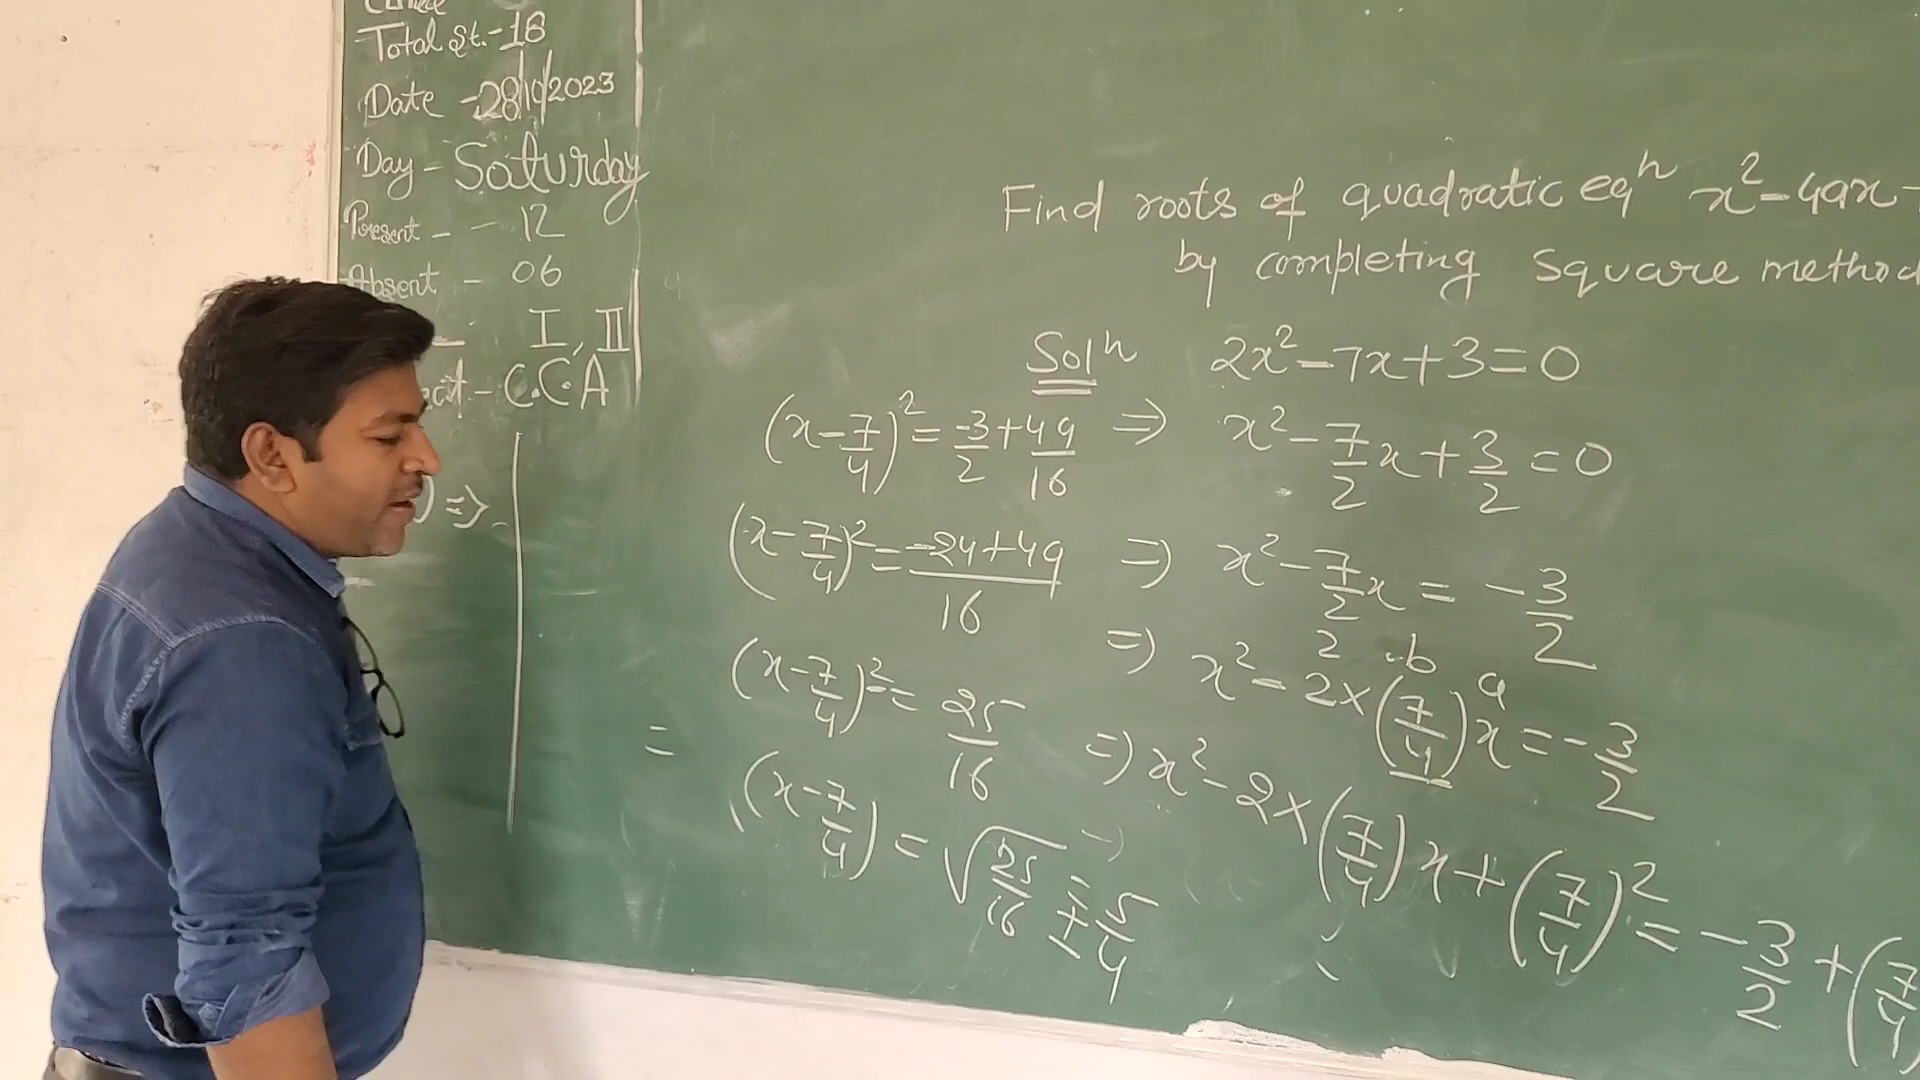 Total St.-18
Date -28/10/2023
Day - Saturday
Present - - 12
Absent - 06
- I, II
- C.C.A
) =>
Find roots of quadratic eqⁿ x²-4ax-
by completing Square method
Solⁿ 2x²-7x+3=0
=> x²-7/2x+3/2=0
=> x²-7/2x = -3/2
2 b a
=> x²-2×(7/4)x=-3/2
=> x²-2×(7/4)x+(7/4)²=-3/2+(7/4)
(x-7/4)²=-3/2+49/16
(x-7/4)²=-24+49/16
= (x-7/4)²=25/16
(x-7/4)=√25/16=±5/4